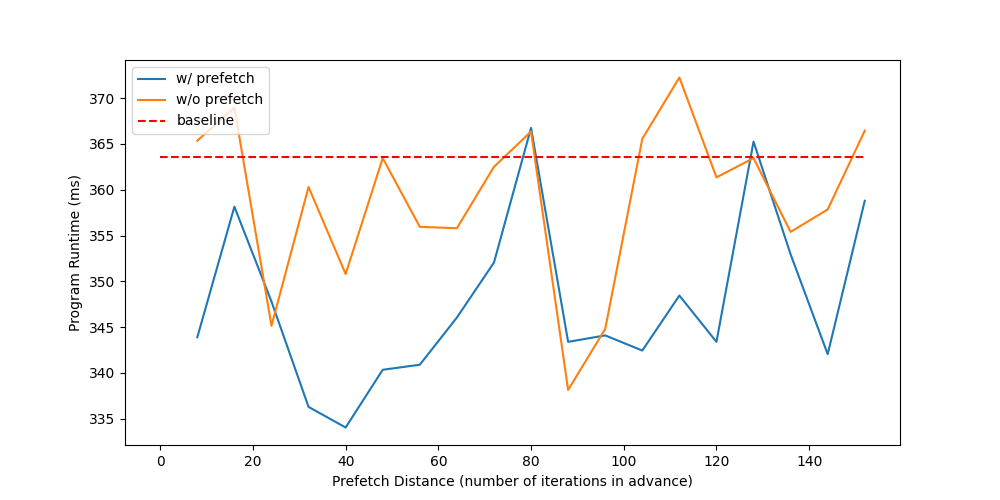 w/ prefetch
w/o prefetch
baseline
370
365
360
355
350
345
340
335
Program Runtime (ms)
0 20 40 60 80 100 120 140
Prefetch Distance (number of iterations in advance)